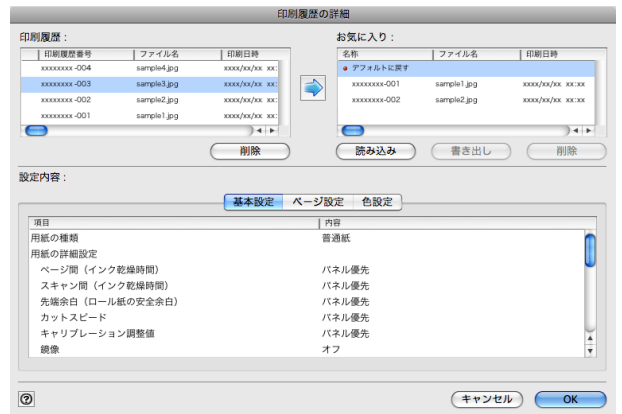 印刷履歴の詳細
印刷履歴： お気に入り：
印刷履歴番号 ファイル名 印刷日時 名称 ファイル名 印刷日時
xxxxxxxx-004 sample4.jpg xxxx/xx/xx xx: デフォルトに戻す
xxxxxxxx-003 sample3.jpg xxxx/xx/xx xx: xxxxxxxx-001 sample1.jpg xxxx/xx/xx xx:xx
xxxxxxxx-002 sample2.jpg xxxx/xx/xx xx: xxxxxxxx-002 sample2.jpg xxxx/xx/xx xx:xx
xxxxxxxx-001 sample1.jpg xxxx/xx/xx xx:
削除 読み込み 書き出し 削除
設定内容：
基本設定 ページ設定 色設定
項目 内容
用紙の種類 普通紙
用紙の詳細設定
ページ間（インク乾燥時間） パネル優先
スキャン間（インク乾燥時間） パネル優先
先端余白（ロール紙の安全余白） パネル優先
カットスピード パネル優先
キャリブレーション調整値 パネル優先
鏡像 オフ
? キャンセル OK